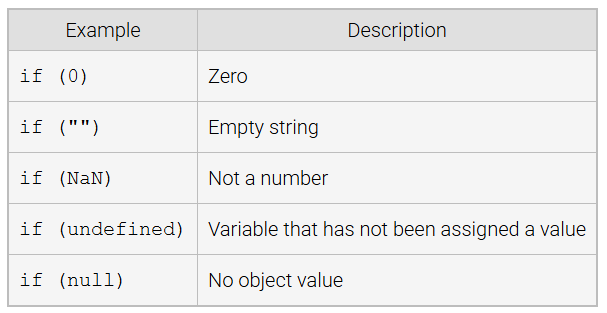 Example Description
if (0) Zero
if ("") Empty string
if (NaN) Not a number
if (undefined) Variable that has not been assigned a value
if (null) No object value